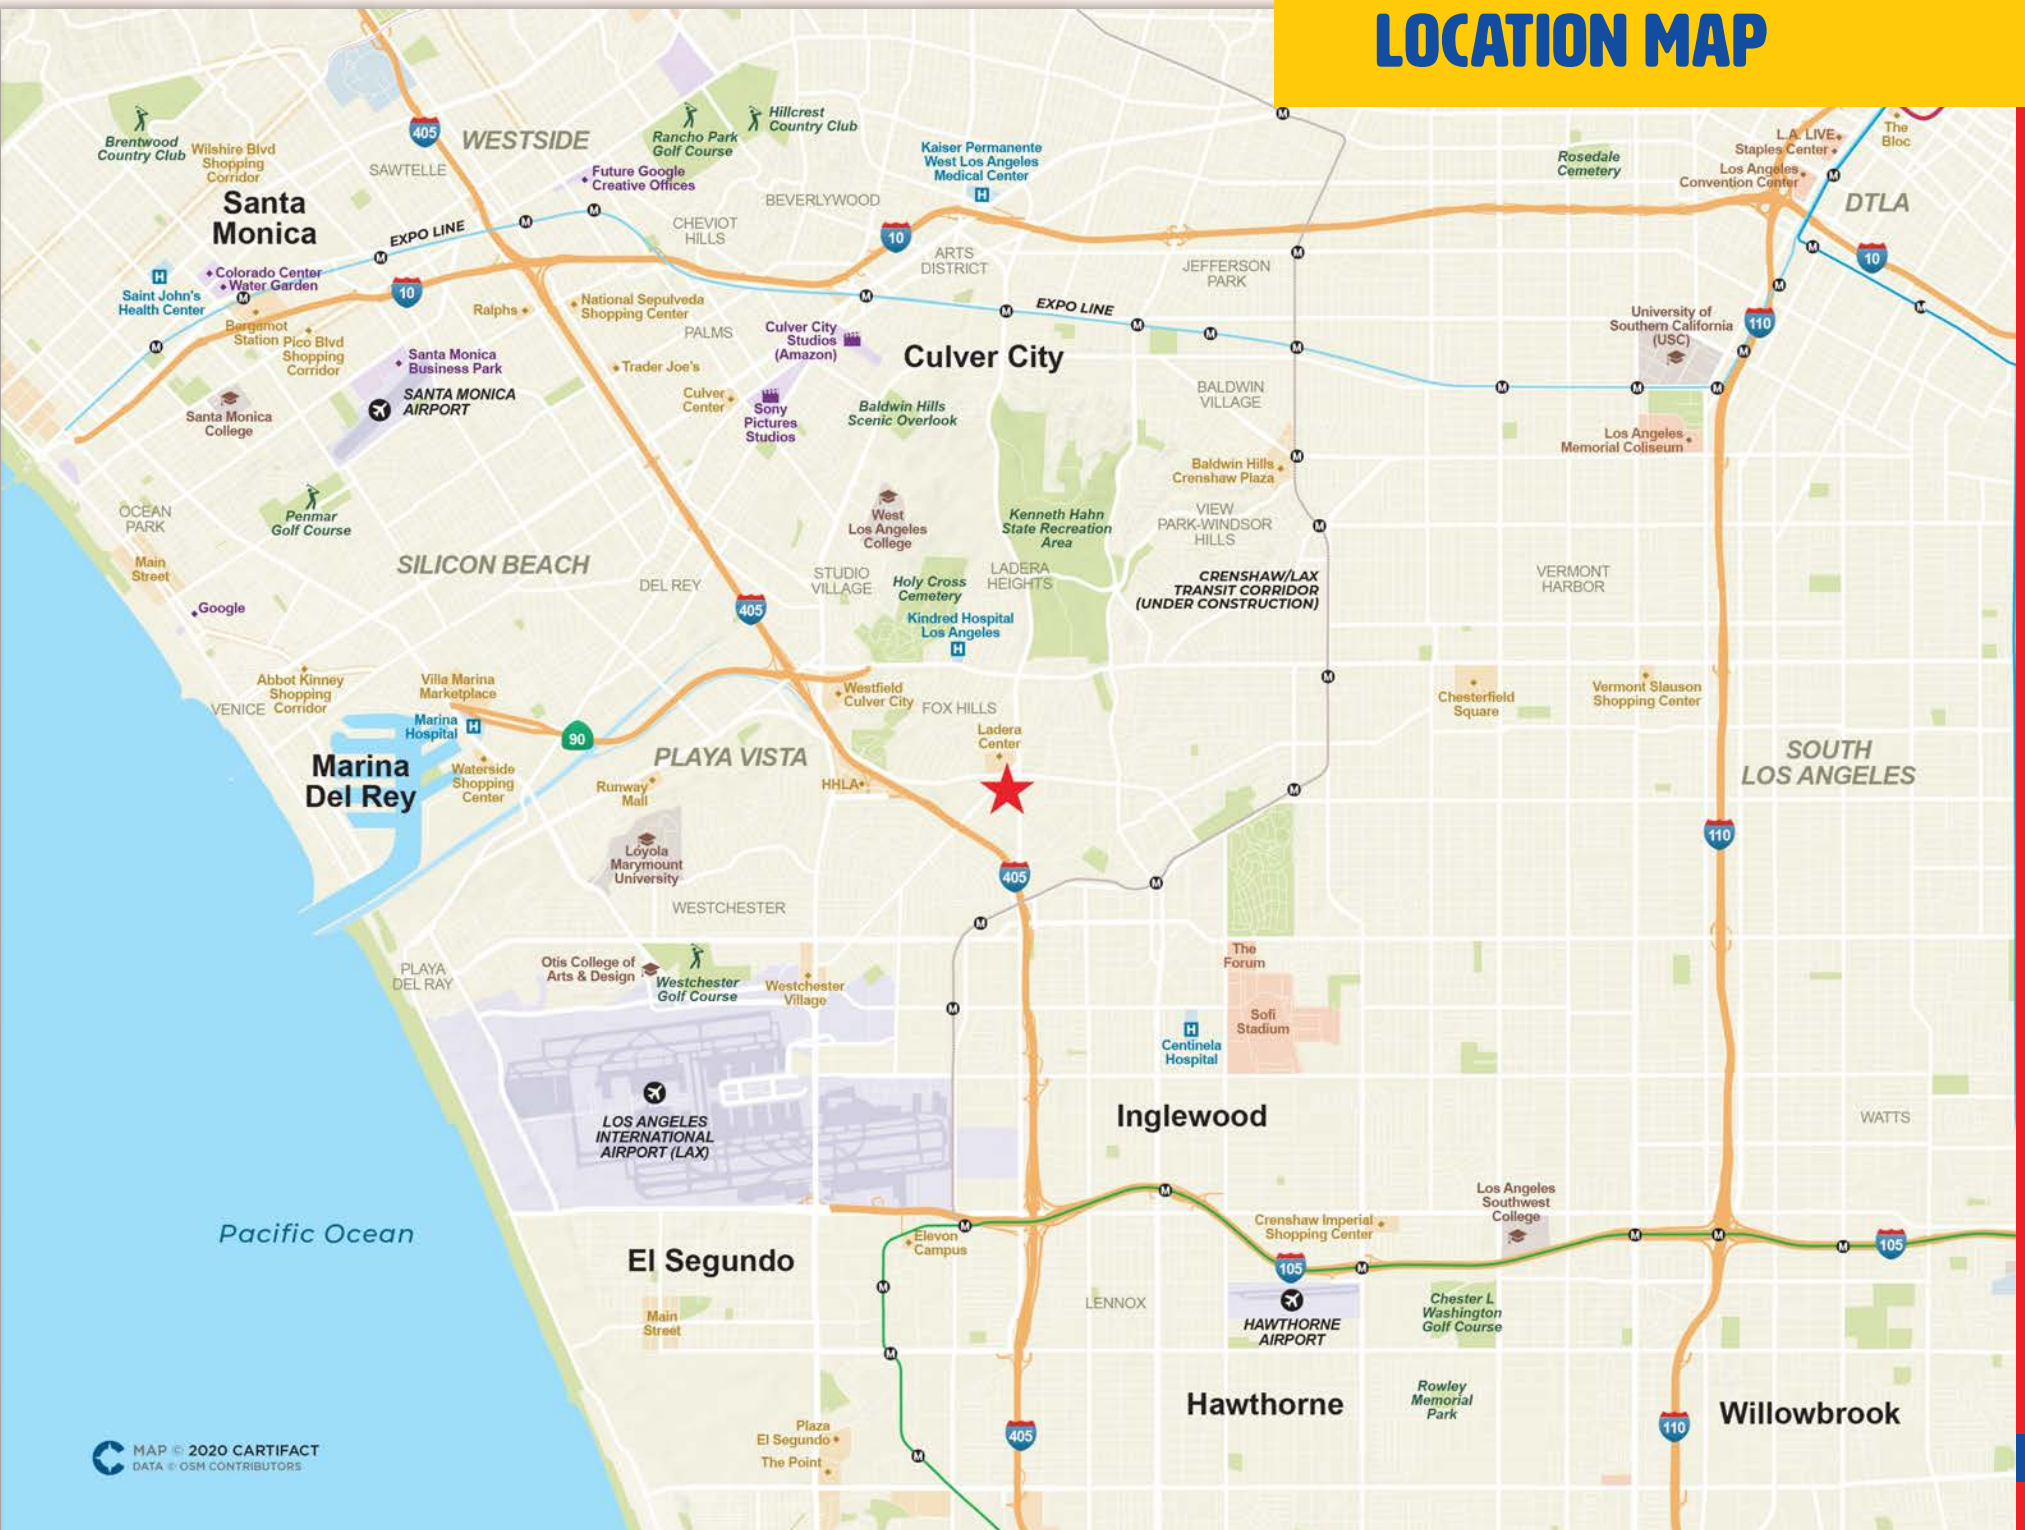 LOCATION MAP
Brentwood
Country Club
Wilshire Blvd
Shopping
Corridor
Santa
Monica
405
WESTSIDE
SAWTELLE
Rancho Park
Golf Course
Hillcrest
Country Club
Future Google
Creative Offices
Kaiser Permanente
West Los Angeles
Medical Center
H
BEVERLYWOOD
CHEVIOT
HILLS
10
ARTS
DISTRICT
JEFFERSON
PARK
Rosedale
Cemetery
L.A. LIVE
Staples Center
Los Angeles
Convention Center
The
Bloc
DTLA
10
EXPO LINE
Colorado Center
Water Garden
H
Saint John's
Health Center
10
Bergamot
Station
Pico Blvd
Shopping
Corridor
Ralphs
National Sepulveda
Shopping Center
PALMS
Culver City
Studios
(Amazon)
Culver City
EXPO LINE
University of
Southern California
(USC)
110
Santa Monica
Business Park
SANTA MONICA
AIRPORT
Santa Monica
College
Trader Joe's
Culver
Center
Sony
Pictures
Studios
Baldwin Hills
Scenic Overlook
BALDWIN
VILLAGE
Los Angeles
Memorial Coliseum
Baldwin Hills
Crenshaw Plaza
OCEAN
PARK
Penmar
Golf Course
West
Los Angeles
College
Kenneth Hahn
State Recreation
Area
VIEW
PARK-WINDSOR
HILLS
Main
Street
SILICON BEACH
DEL REY
STUDIO
VILLAGE
Holy Cross
Cemetery
LADERA
HEIGHTS
CRENSHAW/LAX
TRANSIT CORRIDOR
(UNDER CONSTRUCTION)
VERMONT
HARBOR
Google
405
Kindred Hospital
Los Angeles
H
Abbot Kinney
Shopping
Corridor
VENICE
Villa Marina
Marketplace
Marina
Hospital
H
90
Westfield
Culver City
FOX HILLS
Ladera
Center
Chesterfield
Square
Vermont Slauson
Shopping Center
Marina
Del Rey
Waterside
Shopping
Center
PLAYA VISTA
Runway
Mall
HHLA
SOUTH
LOS ANGELES
110
Loyola
Marymount
University
405
WESTCHESTER
PLAYA
DEL RAY
Otis College of
Arts & Design
Westchester
Golf Course
Westchester
Village
The
Forum
Sofi
Stadium
H
Centinela
Hospital
LOS ANGELES
INTERNATIONAL
AIRPORT (LAX)
Inglewood
WATTS
Pacific Ocean
El Segundo
Elevon
Campus
Los Angeles
Southwest
College
Crenshaw Imperial
Shopping Center
105
105
Main
Street
LENNOX
HAWTHORNE
AIRPORT
Chester L
Washington
Golf Course
Hawthorne
Rowley
Memorial
Park
Willowbrook
Plaza
El Segundo
The Point
405
110
MAP © 2020 CARTIFACT
DATA © OSM CONTRIBUTORS